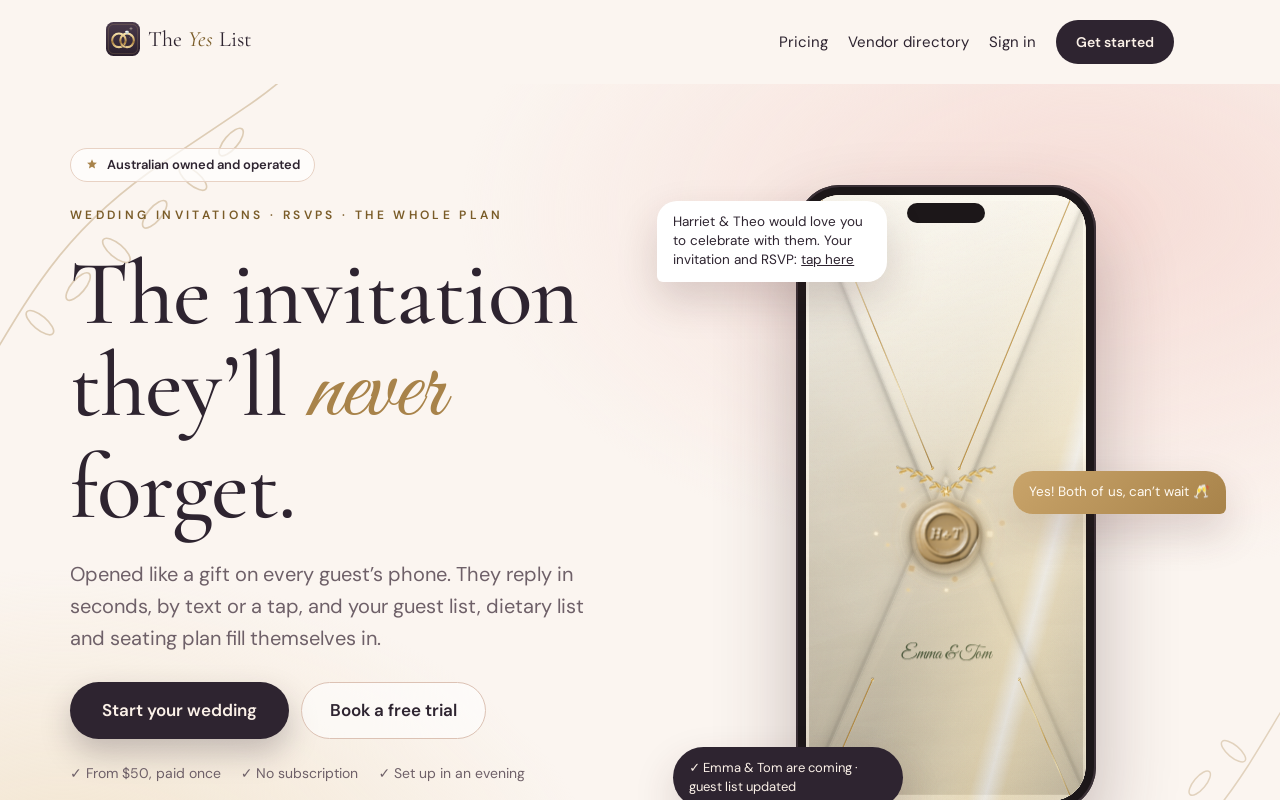 The Yes List
Pricing
Vendor directory
Sign in
Get started
Australian owned and operated
WEDDING INVITATIONS · RSVPS · THE WHOLE PLAN
The invitation
they’ll never
forget.
Opened like a gift on every guest’s phone. They reply in
seconds, by text or a tap, and your guest list, dietary list
and seating plan fill themselves in.
Start your wedding
Book a free trial
✓ From $50, paid once
✓ No subscription
✓ Set up in an evening
Harriet & Theo would love you
to celebrate with them. Your
invitation and RSVP: tap here
Yes! Both of us, can’t wait 🥂
H&T
Emma & Tom
✓ Emma & Tom are coming ·
guest list updated